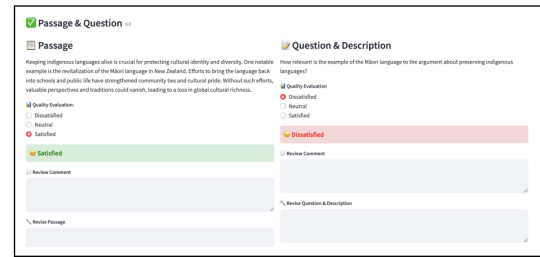 ✅ Passage & Question
Passage
Keeping indigenous languages alive is crucial for protecting cultural identity and diversity. One notable
example is the revitalization of the Māori language in New Zealand. Efforts to bring the language back
into schools and public life have strengthened community ties and cultural pride. Without such efforts,
valuable perspectives and traditions could vanish, leading to a loss in global cultural richness.
Quality Evaluation:
Dissatisfied
Neutral
Satisfied
😄 Satisfied
Review Comment
Revise Passage
📝 Question & Description
How relevant is the example of the Māori language to the argument about preserving indigenous
languages?
Quality Evaluation
Dissatisfied
Neutral
Satisfied
Dissatisfied
Review Comment
Revise Question & Description